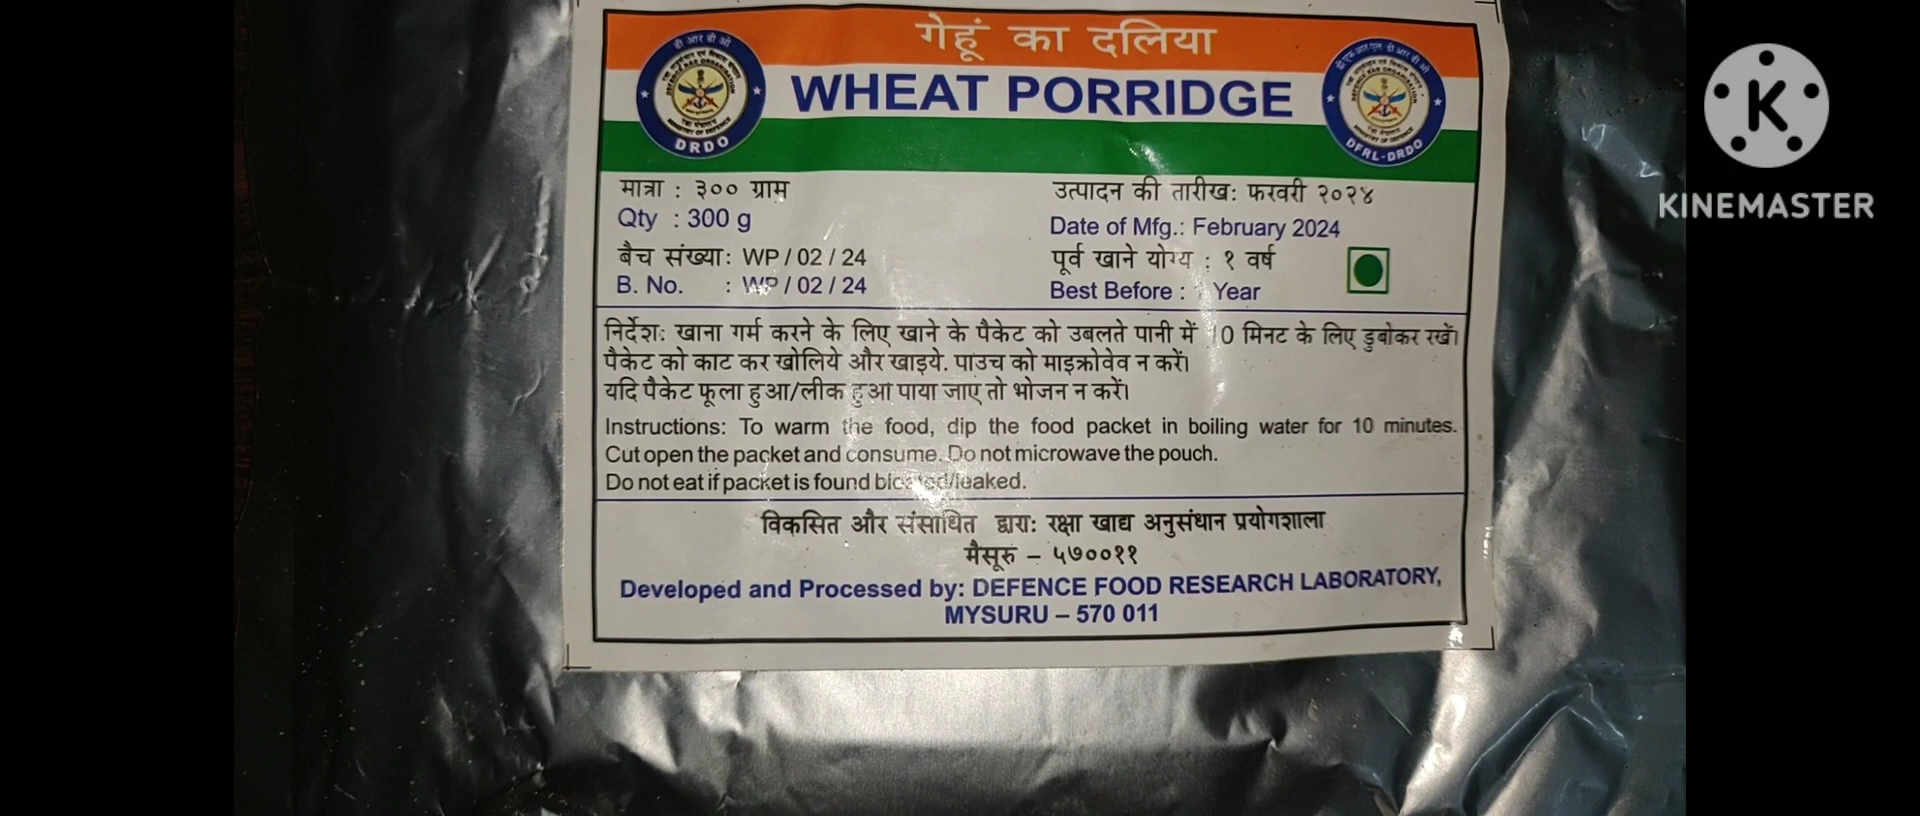 गेहूं का दलिया
WHEAT PORRIDGE
डी आर डी ओ
DRDO
DFRL-DRDO
मात्रा : ३०० ग्राम
Qty : 300 g
बैच संख्या: WP / 02 / 24
B. No. : WP / 02 / 24
उत्पादन की तारीख: फरवरी २०२४
Date of Mfg.: February 2024
पूर्व खाने योग्य : १ वर्ष
Best Before : Year
निर्देश: खाना गर्म करने के लिए खाने के पैकेट को उबलते पानी में 10 मिनट के लिए डुबोकर रखें।
पैकेट को काट कर खोलिये और खाइये. पाउच को माइक्रोवेव न करें।
यदि पैकेट फूला हुआ/लीक हुआ पाया जाए तो भोजन न करें।
Instructions: To warm the food, dip the food packet in boiling water for 10 minutes.
Cut open the packet and consume. Do not microwave the pouch.
Do not eat if packet is found bloated/leaked.
विकसित और संसाधित द्वारा: रक्षा खाद्य अनुसंधान प्रयोगशाला
मैसूरु – ५७००११
Developed and Processed by: DEFENCE FOOD RESEARCH LABORATORY,
MYSURU – 570 011
K
KINEMASTER